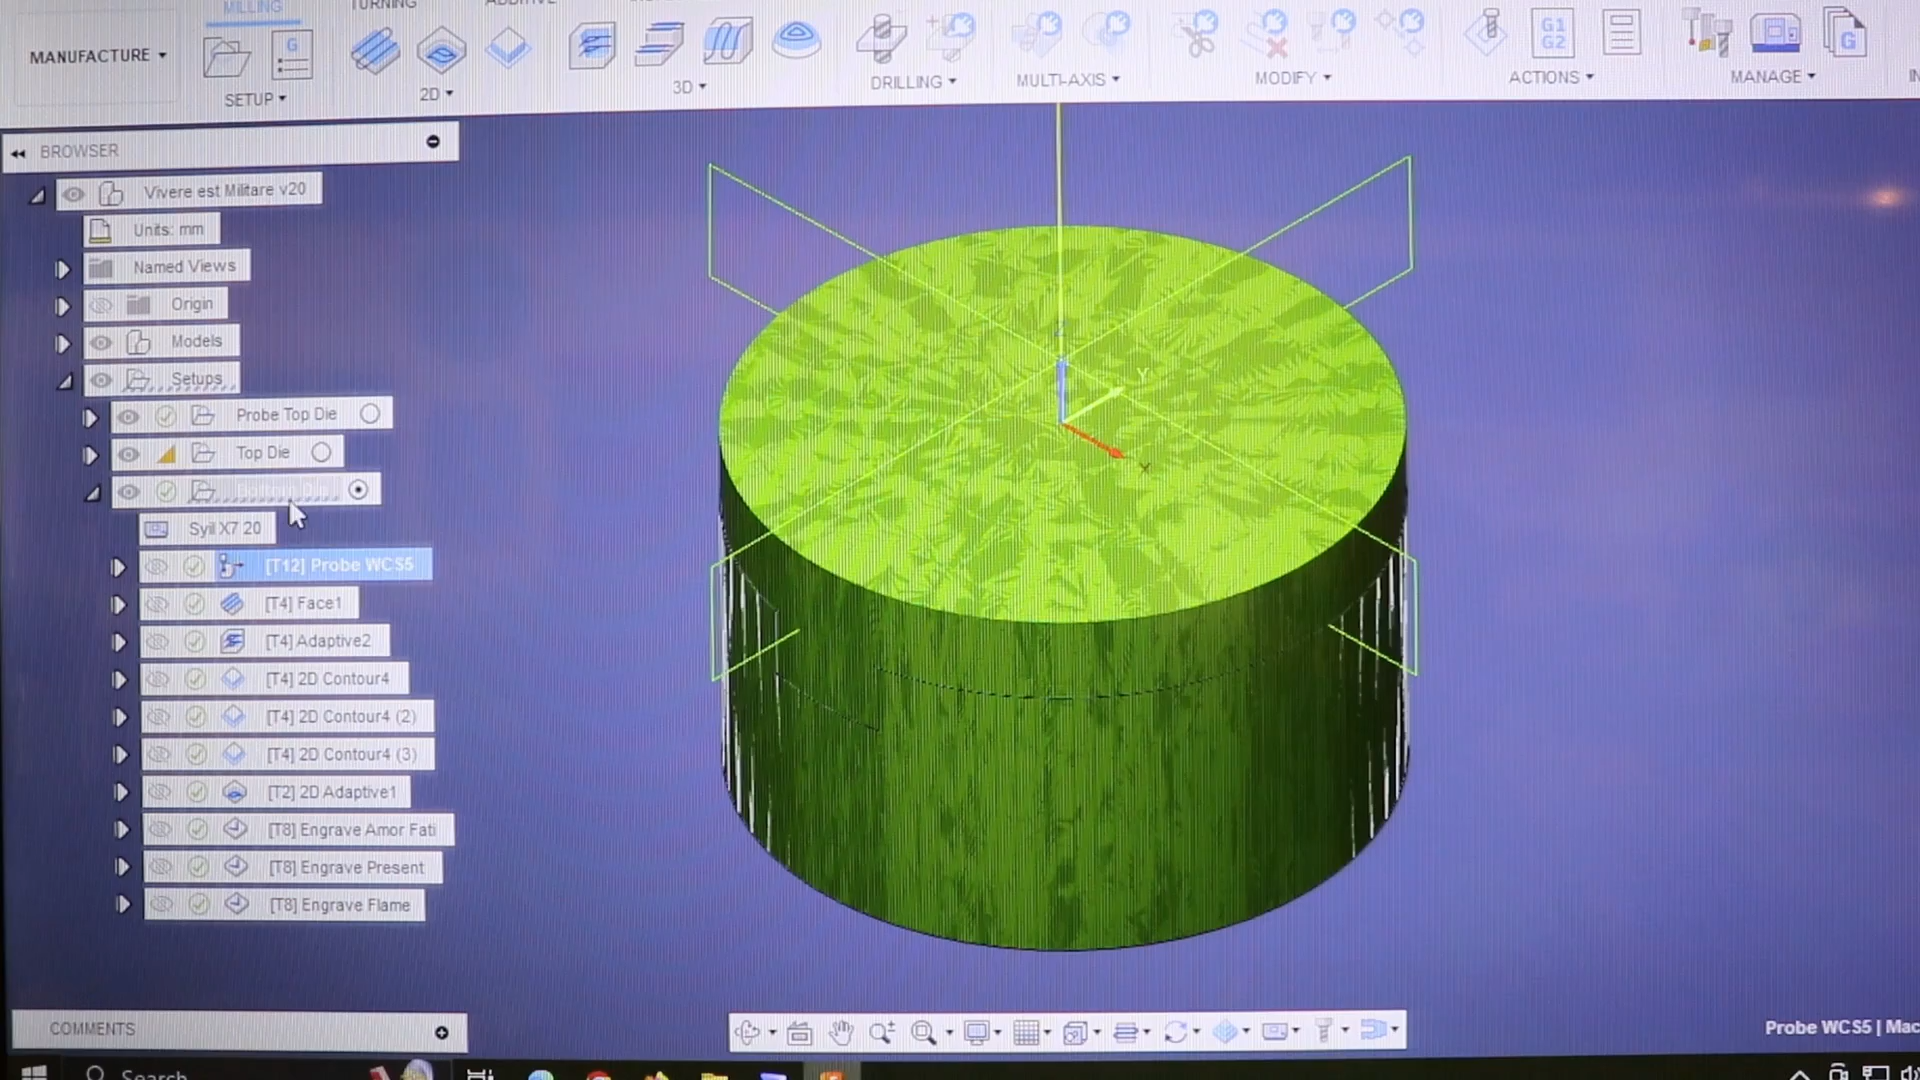 MILLING
TURNING
MANUFACTURE
G
G1
G2
G
SETUP
2D
3D
DRILLING
MULTI-AXIS
MODIFY
ACTIONS
MANAGE
BROWSER
Vivere est Militare v20
Units: mm
Named Views
Origin
Models
Setups
Probe Top Die
Top Die
Syil X7 20
[T12] Probe WCS5
[T4] Face1
[T4] Adaptive2
[T4] 2D Contour4
[T4] 2D Contour4 (2)
[T4] 2D Contour4 (3)
[T2] 2D Adaptive1
[T8] Engrave Amor Fati
[T8] Engrave Present
[T8] Engrave Flame
Z
Y
X
COMMENTS
Probe WCS5 | Mac
Search